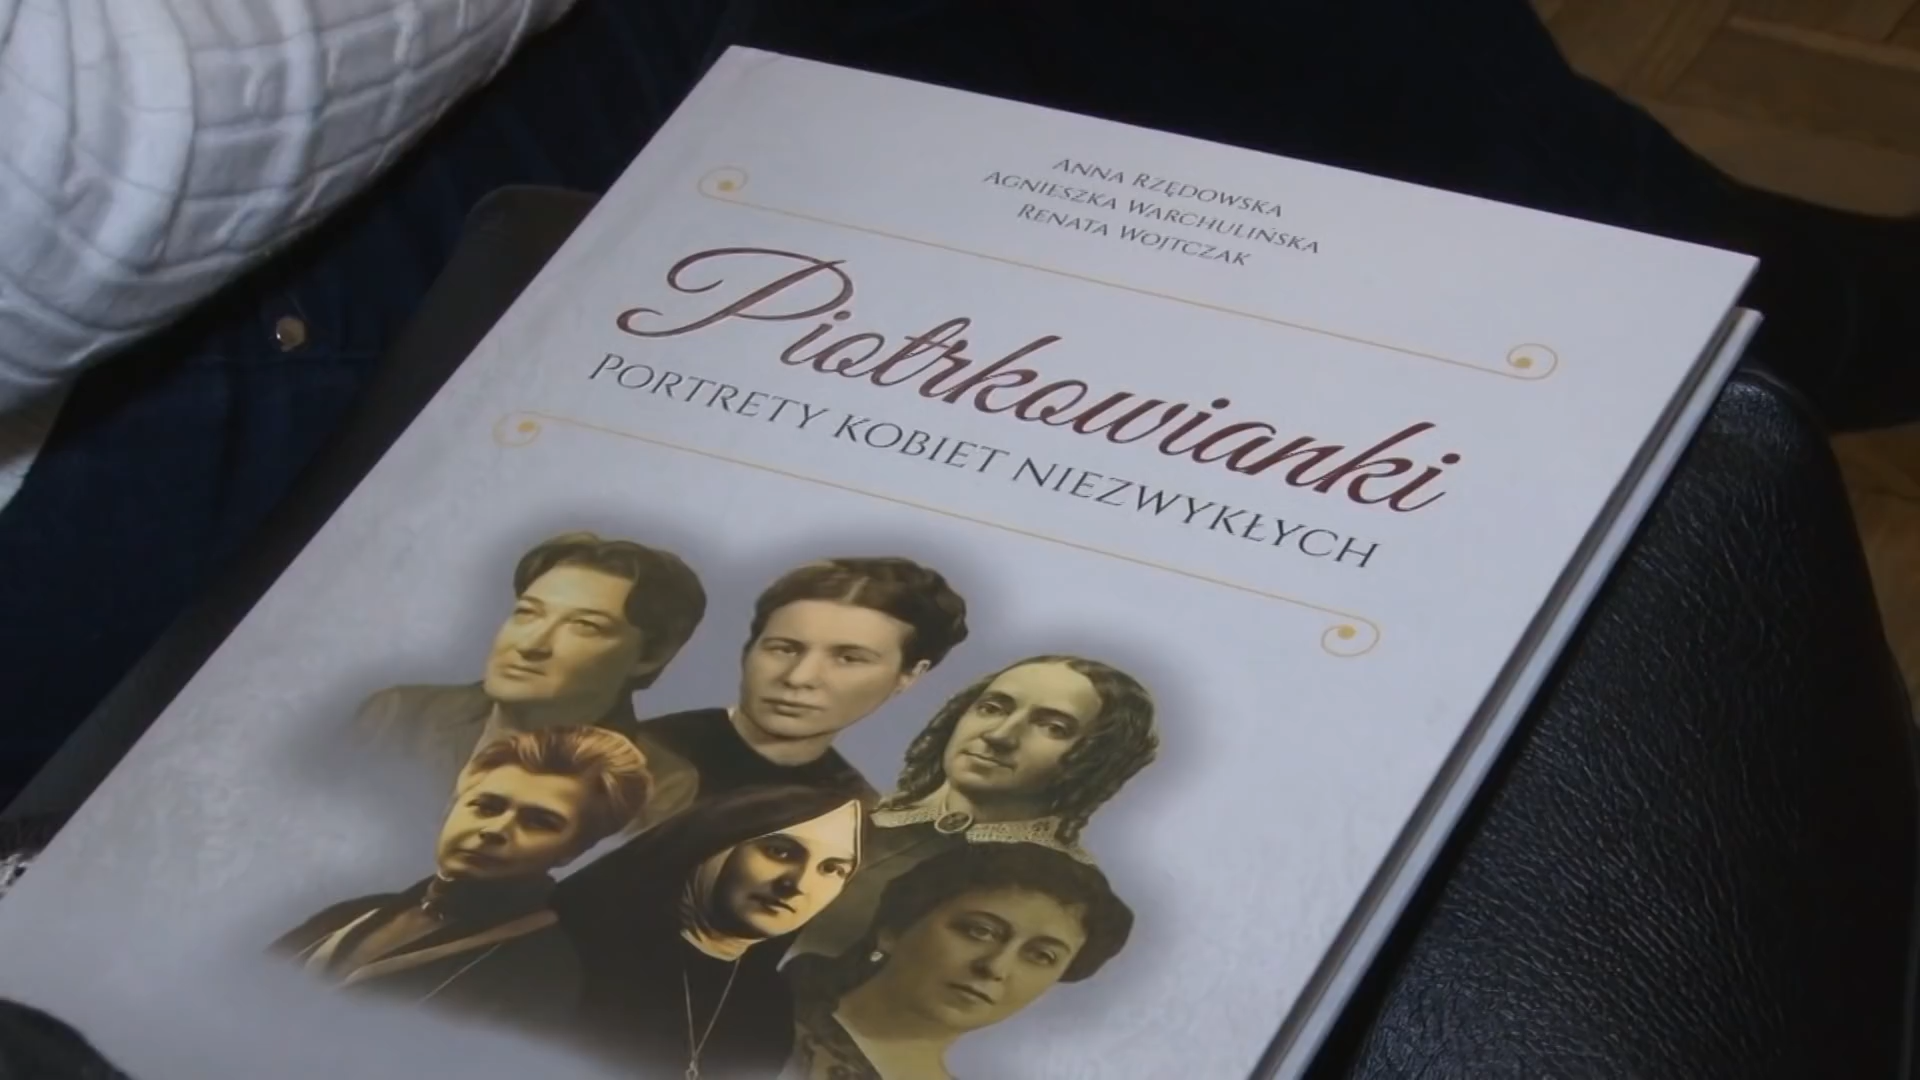 ANNA RZĘDOWSKA
AGNIESZKA WARCHULIŃSKA
RENATA WOJTCZAK
Piotrkowianki
PORTRETY KOBIET NIEZWYKŁYCH